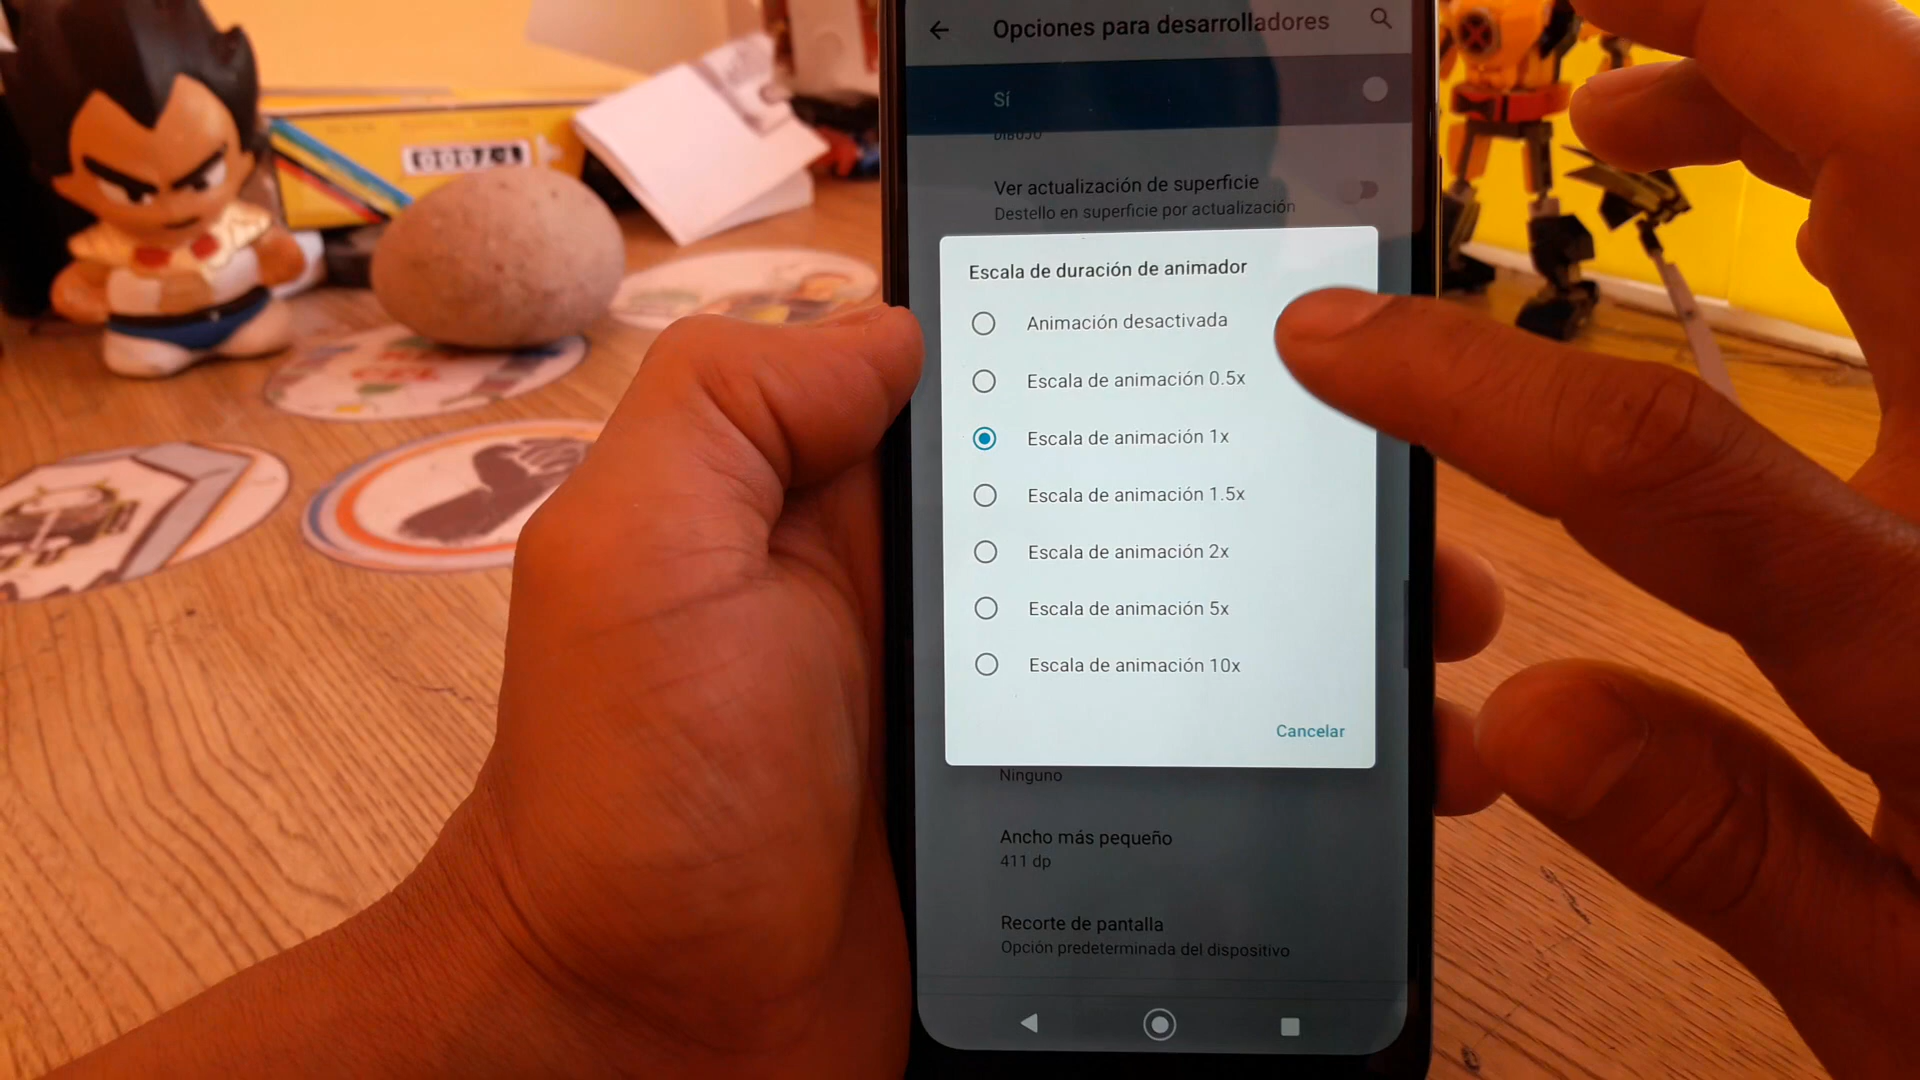 Opciones para desarrolladores
Sí
Dibujo
Ver actualización de superficie
Destello en superficie por actualización
Escala de duración de animador
Animación desactivada
Escala de animación 0.5x
Escala de animación 1x
Escala de animación 1.5x
Escala de animación 2x
Escala de animación 5x
Escala de animación 10x
Cancelar
Ninguno
Ancho más pequeño
411 dp
Recorte de pantalla
Opción predeterminada del dispositivo